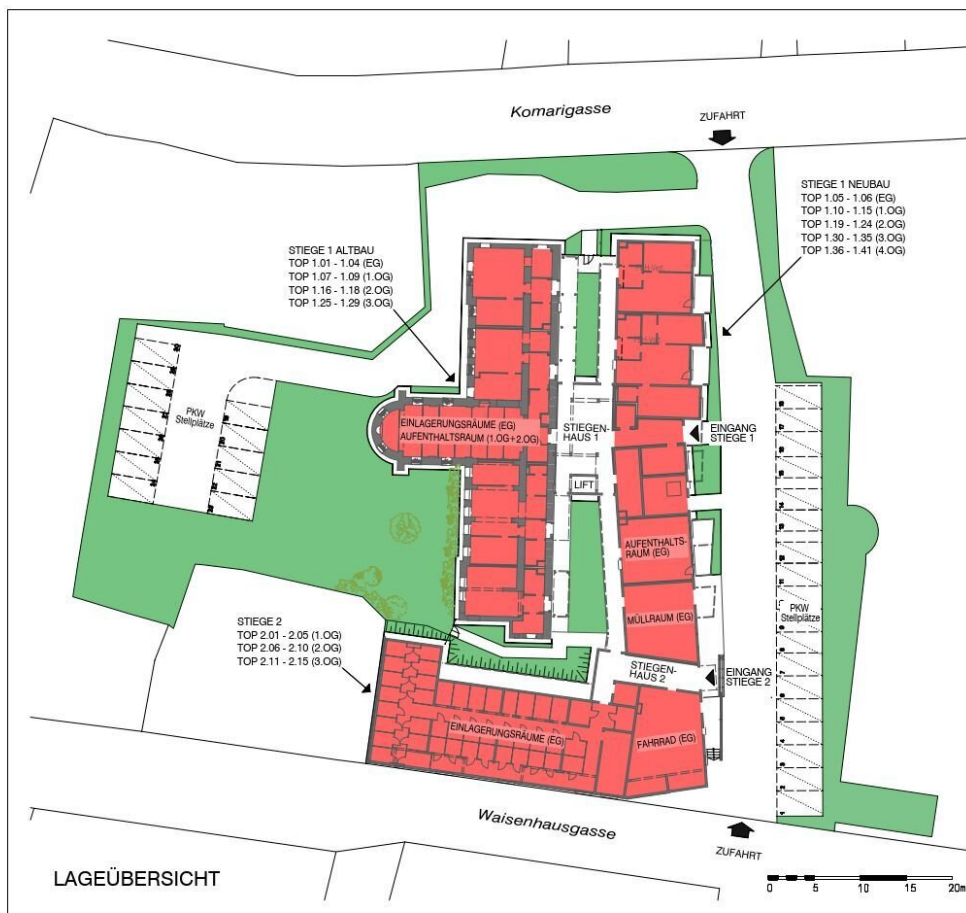 Komarigasse
ZUFAHRT
STIEGE 1 NEUBAU
TOP 1.05 - 1.06 (EG)
TOP 1.10 - 1.15 (1.OG)
TOP 1.19 - 1.24 (2.OG)
TOP 1.30 - 1.35 (3.OG)
TOP 1.36 - 1.41 (4.OG)
STIEGE 1 ALTBAU
TOP 1.01 - 1.04 (EG)
TOP 1.07 - 1.09 (1.OG)
TOP 1.16 - 1.18 (2.OG)
TOP 1.25 - 1.29 (3.OG)
PKW
Stellplätze
EINLAGERUNGSRÄUME (EG)
AUFENTHALTSRAUM (1.OG+2.OG)
STIEGEN-
HAUS 1
EINGANG
STIEGE 1
LIFT
AUFENTHALTS-
RAUM (EG)
MÜLLRAUM (EG)
PKW
Stellplätze
STIEGE 2
TOP 2.01 - 2.05 (1.OG)
TOP 2.06 - 2.10 (2.OG)
TOP 2.11 - 2.15 (3.OG)
STIEGEN-
HAUS 2
EINGANG
STIEGE 2
EINLAGERUNGSRÄUME (EG)
FAHRRAD (EG)
Waisenhausgasse
ZUFAHRT
LAGEÜBERSICHT
0 5 10 15 20m